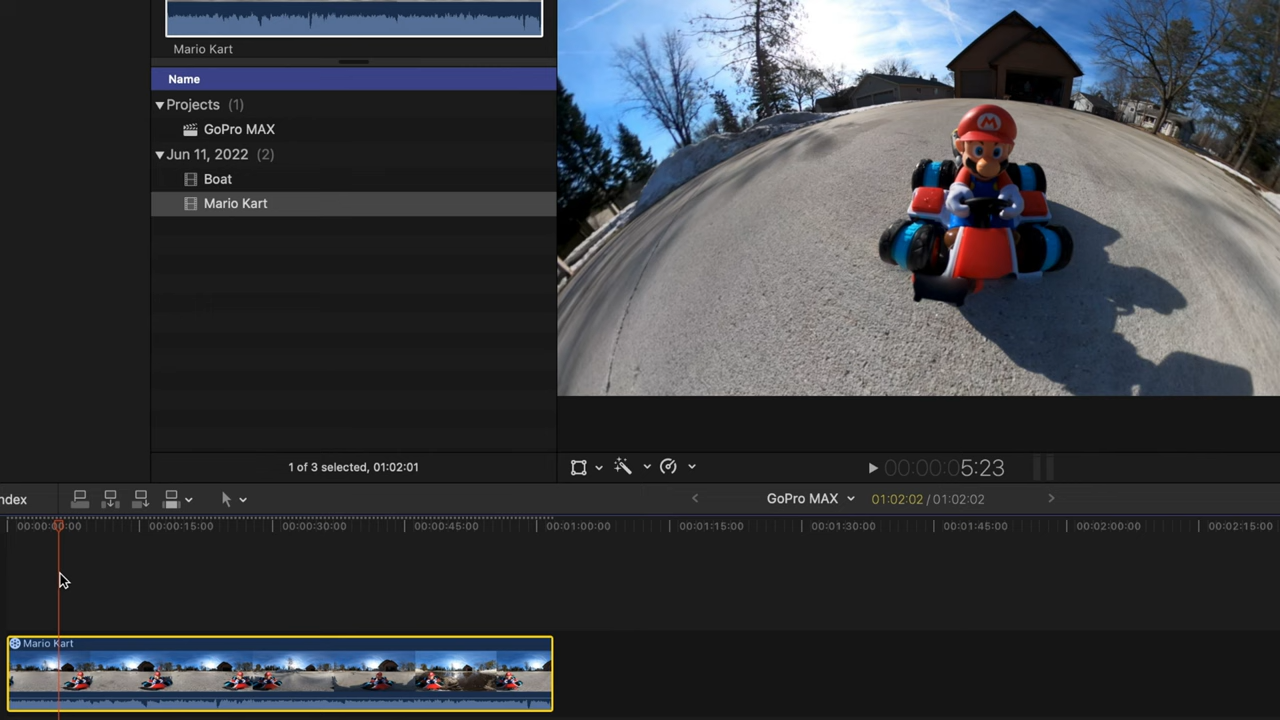 Mario Kart
Name
Projects (1)
GoPro MAX
Jun 11, 2022 (2)
Boat
Mario Kart
M
1 of 3 selected, 01:02:01
00:00:05:23
ndex
GoPro MAX
01:02:02 / 01:02:02
00:00:00:00 00:00:15:00 00:00:30:00 00:00:45:00 00:01:00:00 00:01:15:00 00:01:30:00 00:01:45:00 00:02:00:00 00:02:15:00
Mario Kart